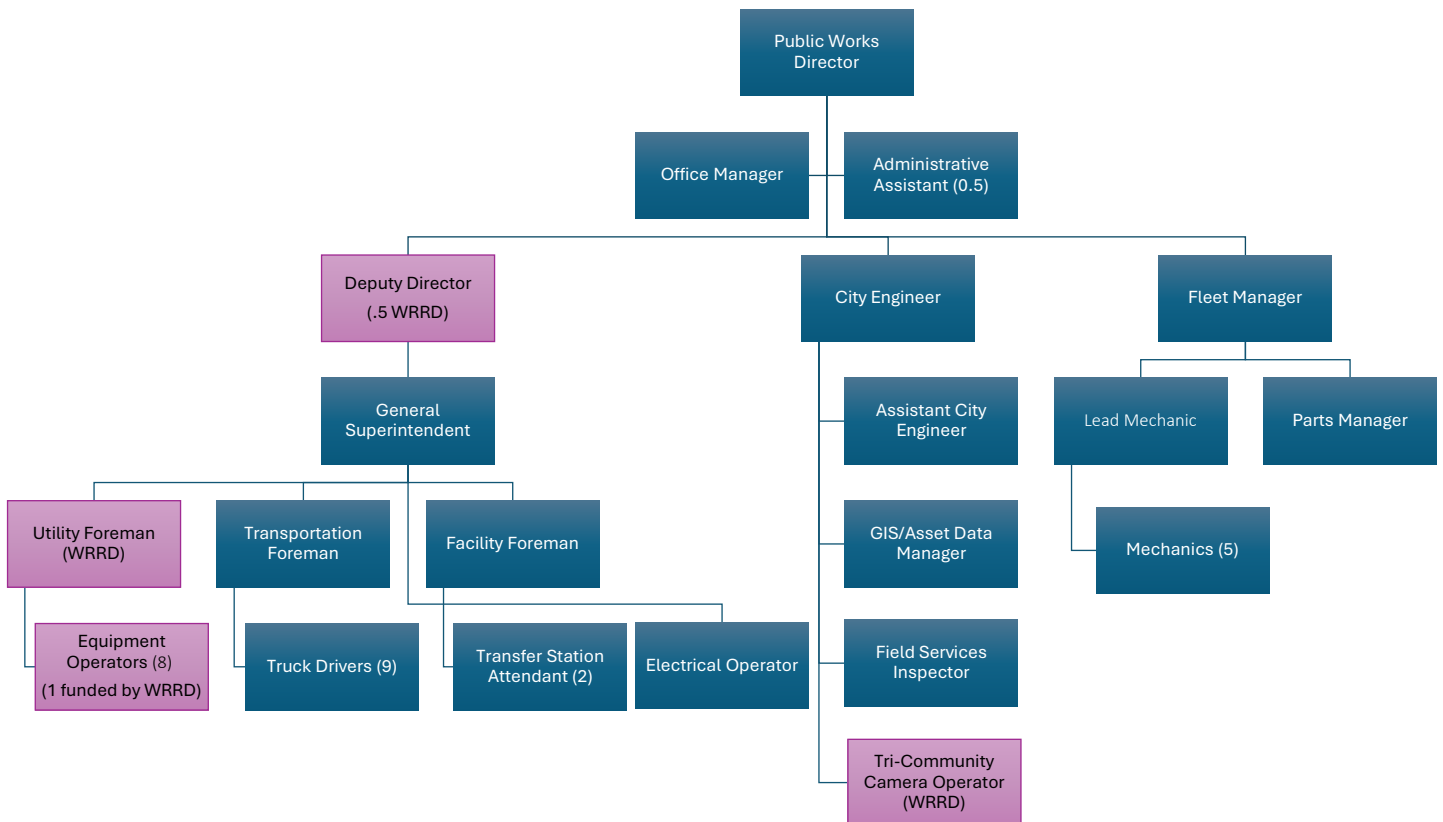 Public Works
Director
Office Manager
Administrative
Assistant (0.5)
Deputy Director
(.5 WRRD)
City Engineer
Fleet Manager
General
Superintendent
Assistant City
Engineer
Lead Mechanic
Parts Manager
Utility Foreman
(WRRD)
Transportation
Foreman
Facility Foreman
GIS/Asset Data
Manager
Mechanics (5)
Equipment
Operators (8)
(1 funded by WRRD)
Truck Drivers (9)
Transfer Station
Attendant (2)
Electrical Operator
Field Services
Inspector
Tri-Community
Camera Operator
(WRRD)